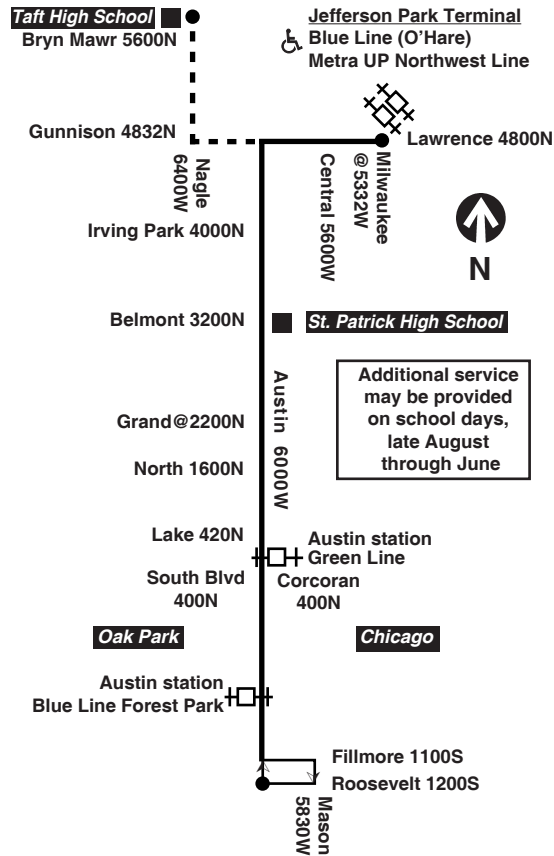 Taft High School
Bryn Mawr 5600N
Jefferson Park Terminal
Blue Line (O’Hare)
Metra UP Northwest Line
Gunnison 4832N
Lawrence 4800N
Nagle
6400W
Milwaukee
@5332W
Central 5600W
Irving Park 4000N
N
Belmont 3200N
St. Patrick High School
Austin 6000W
Additional service
may be provided
on school days,
late August
through June
Grand@2200N
North 1600N
Lake 420N
Austin station
Green Line
South Blvd
400N
Corcoran
400N
Oak Park
Chicago
Austin station
Blue Line Forest Park
Fillmore 1100S
Roosevelt 1200S
Mason
5830W